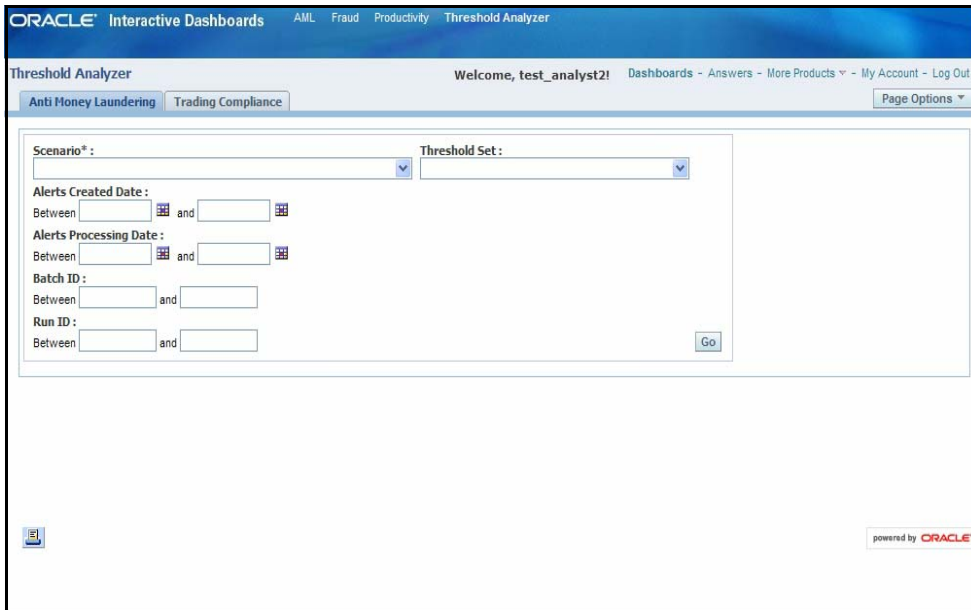 ORACLE Interactive Dashboards AML Fraud Productivity Threshold Analyzer
Threshold Analyzer Welcome, test_analyst2! Dashboards - Answers - More Products - My Account - Log Out
Anti Money Laundering Trading Compliance Page Options
Scenario* : Threshold Set :
Alerts Created Date :
Between and
Alerts Processing Date :
Between and
Batch ID :
Between and
Run ID :
Between and Go
powered by ORACLE